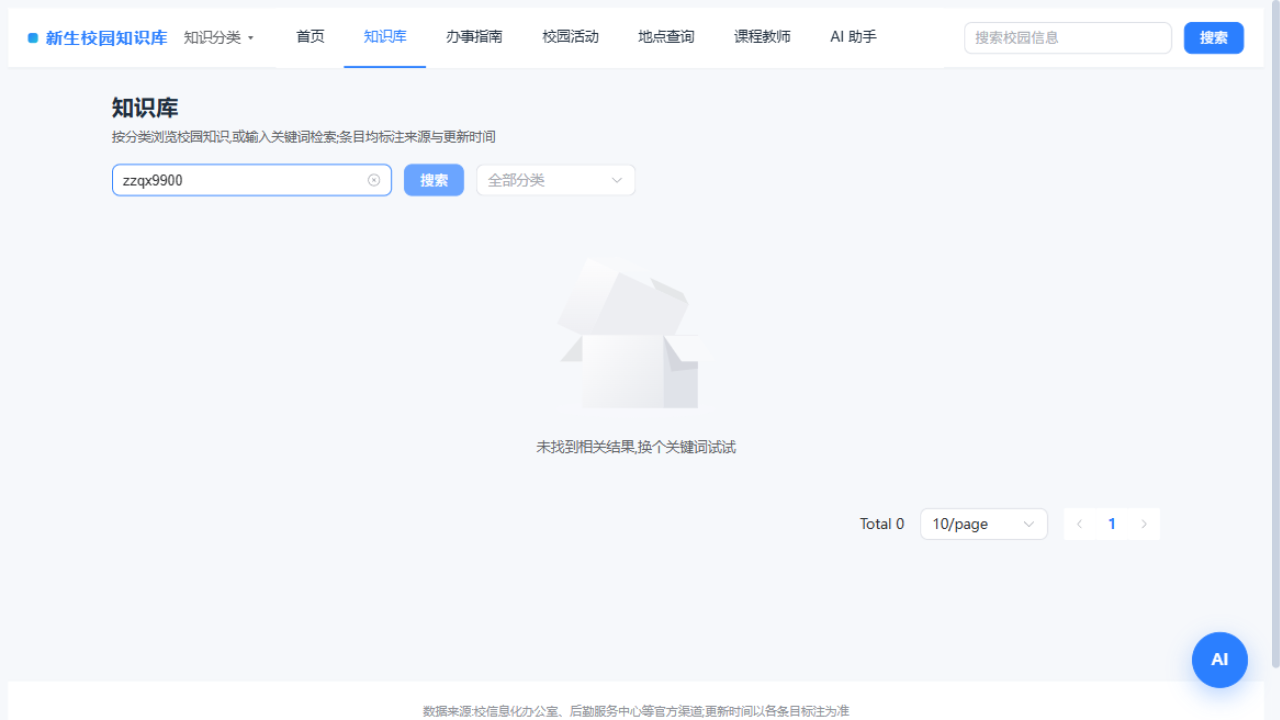 新生校园知识库 知识分类 首页 知识库 办事指南 校园活动 地点查询 课程教师 AI 助手 搜索校园信息 搜索
知识库
按分类浏览校园知识,或输入关键词检索;条目均标注来源与更新时间
zzqx9900 搜索 全部分类
未找到相关结果,换个关键词试试
Total 0 10/page 1
AI
数据来源:校信息化办公室、后勤服务中心等官方渠道;更新时间以各条目标注为准